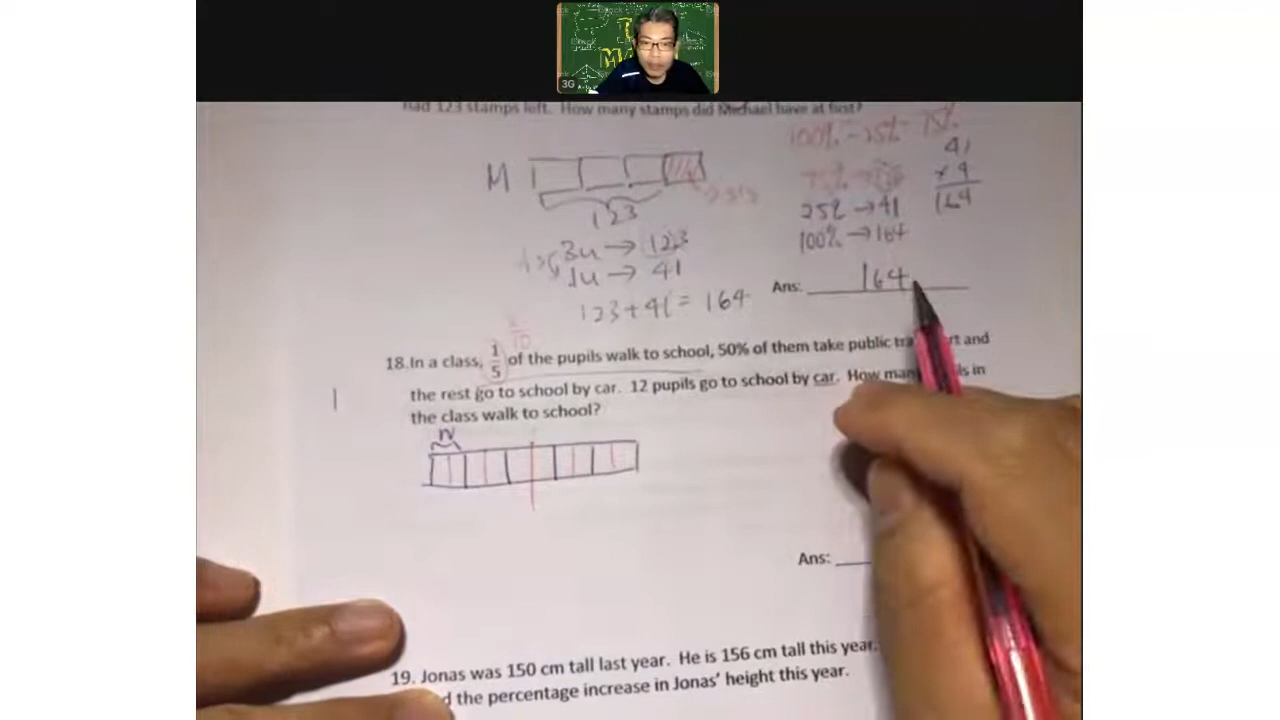 3G
had 123 stamps left. How many stamps did Michael have at first?
100% - 25% = 75%
M
123
3u → 123
1u → 41
123 + 41 = 164
25% → 41
100% → 164
41
× 4
164
Ans: 164
2/10
18. In a class, 1/5 of the pupils walk to school, 50% of them take public and
the rest go to school by car. 12 pupils go to school by car. How in
the class walk to school?
Ans:
19. Jonas was 150 cm tall last year. He is 156 cm tall this year.
the percentage increase in Jonas' height this year.